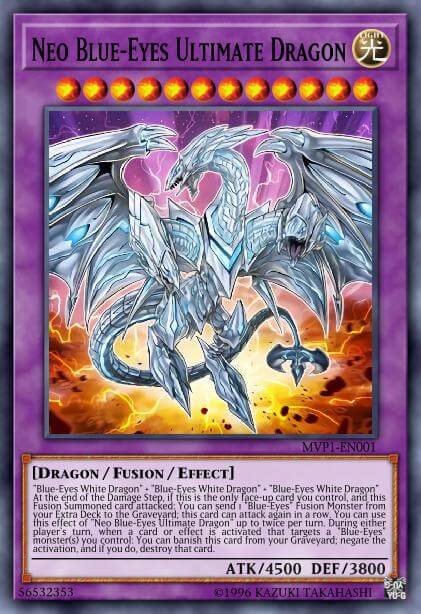 Neo Blue-Eyes Ultimate Dragon
LIGHT
光
MVP1-EN001
[Dragon / Fusion / Effect]
"Blue-Eyes White Dragon" + "Blue-Eyes White Dragon" + "Blue-Eyes White Dragon"
At the end of the Damage Step, if this is the only face-up card you control, and this
Fusion Summoned card attacked: You can send 1 "Blue-Eyes" Fusion Monster from
your Extra Deck to the Graveyard; this card can attack again in a row. You can use
this effect of "Neo Blue-Eyes Ultimate Dragon" up to twice per turn. During either
player's turn, when a card or effect is activated that targets a "Blue-Eyes"
monster(s) you control: You can banish this card from your Graveyard; negate the
activation, and if you do, destroy that card.
ATK/4500 DEF/3800
56532353
©1996 KAZUKI TAKAHASHI